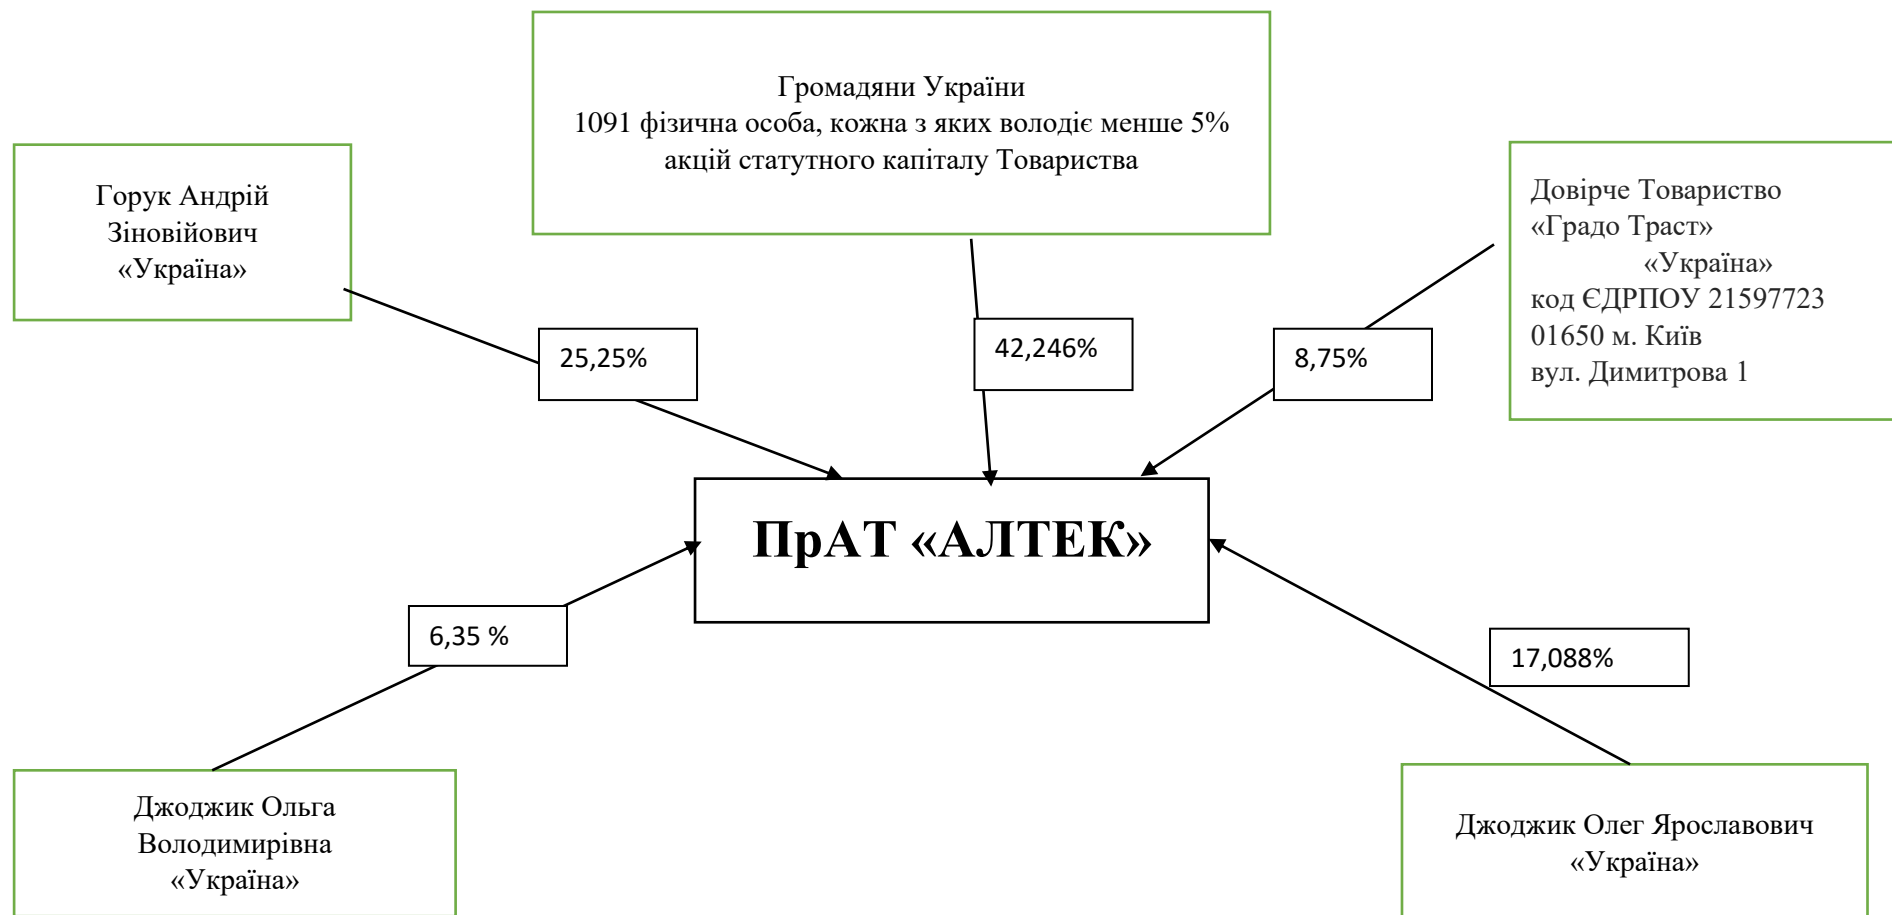 Громадяни України
1091 фізична особа, кожна з яких володіє менше 5%
акцій статутного капіталу Товариства
Горук Андрій
Зіновійович
«Україна»
Довірче Товариство
«Градо Траст»
«Україна»
код ЄДРПОУ 21597723
01650 м. Київ
вул. Димитрова 1
25,25%
42,246%
8,75%
ПрАТ «АЛТЕК»
6,35 %
17,088%
Джоджик Ольга
Володимирівна
«Україна»
Джоджик Олег Ярославович
«Україна»